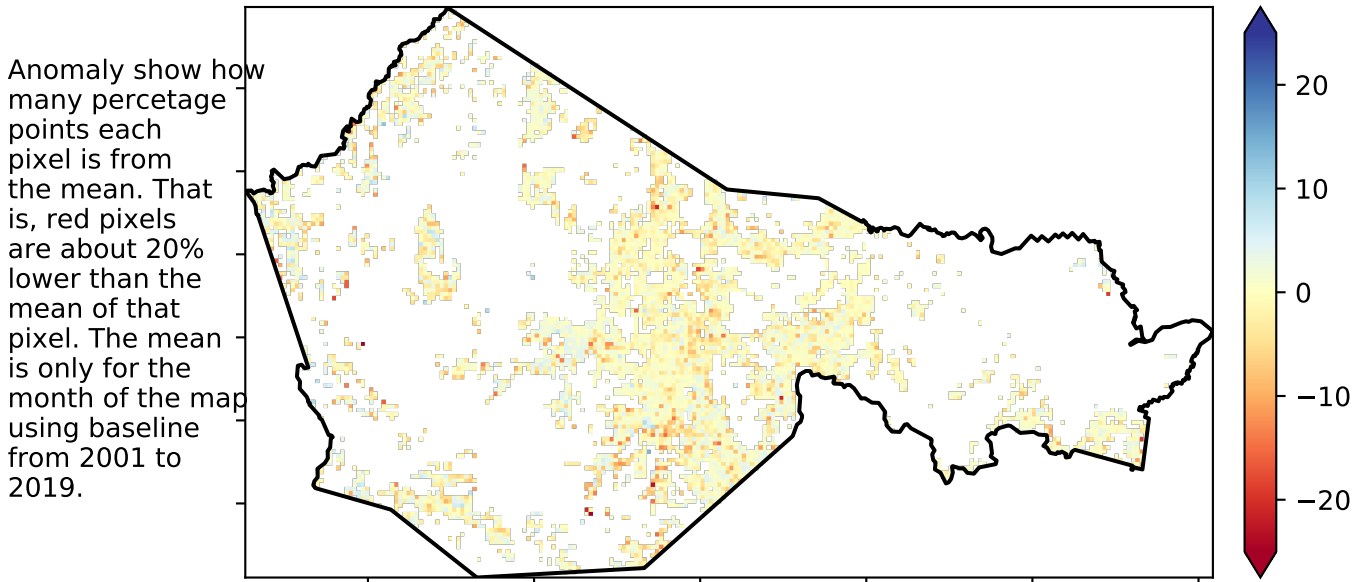 Anomaly show how
many percetage
points each
pixel is from
the mean. That
is, red pixels
are about 20%
lower than the
mean of that
pixel. The mean
is only for the
month of the map
using baseline
from 2001 to
2019.
20
10
0
−10
−20